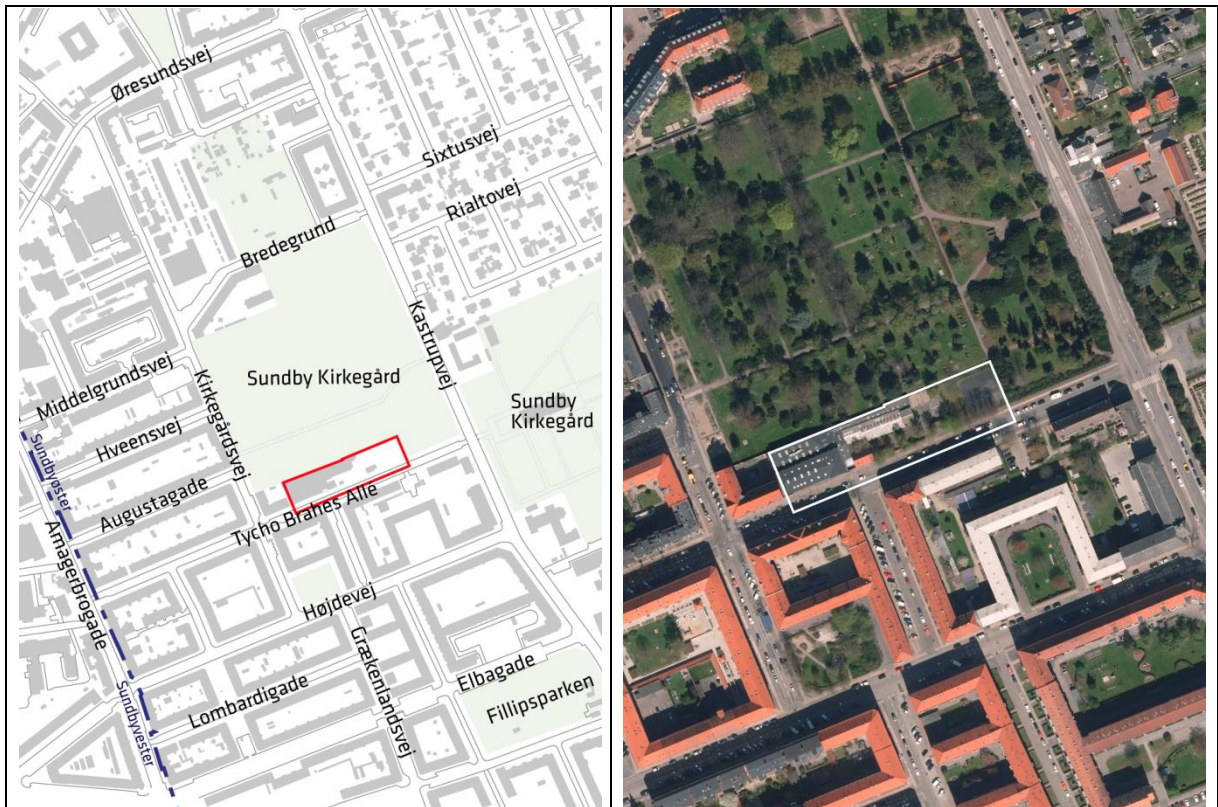 Øresundsvej
Sixtusvej
Rialtovej
Bredegrund
Kastrupvej
Middelgrundsvej
Kirkegårdsvej
Sundby Kirkegård
Sundby
Kirkegård
Hveensvej
Sundbyøster
Augustagade
Tycho Brahes Alle
Amagerbrogade
Højdevej
Grækenlandsvej
Elbagade
Lombardigade
Sundbyvester
Fillipsparken